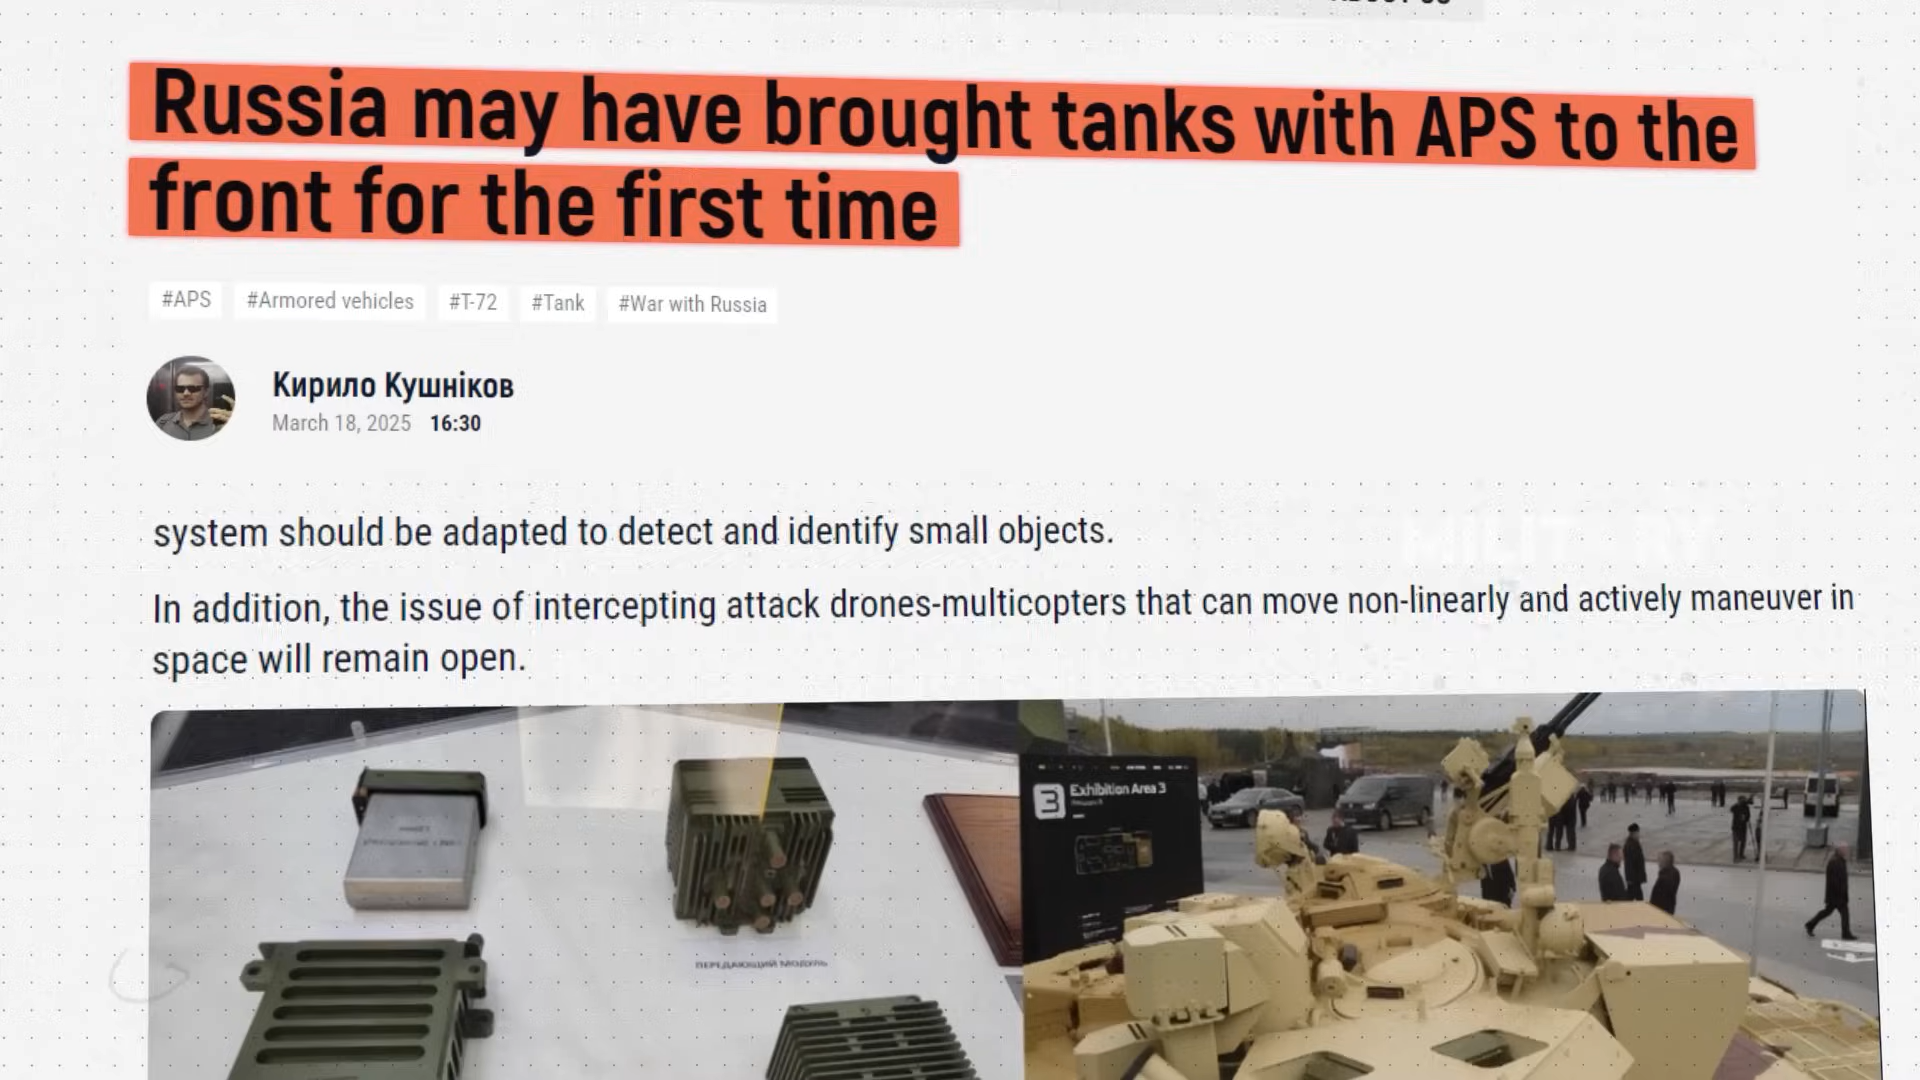 Russia may have brought tanks with APS to the
front for the first time
#APS #Armored vehicles #T-72 #Tank #War with Russia
Кирило Кушніков
March 18, 2025 16:30
system should be adapted to detect and identify small objects.
In addition, the issue of intercepting attack drones-multicopters that can move non-linearly and actively maneuver in
space will remain open.
3 Exhibition Area 3
ПЕРЕДАЮЩИЙ МОДУЛЬ